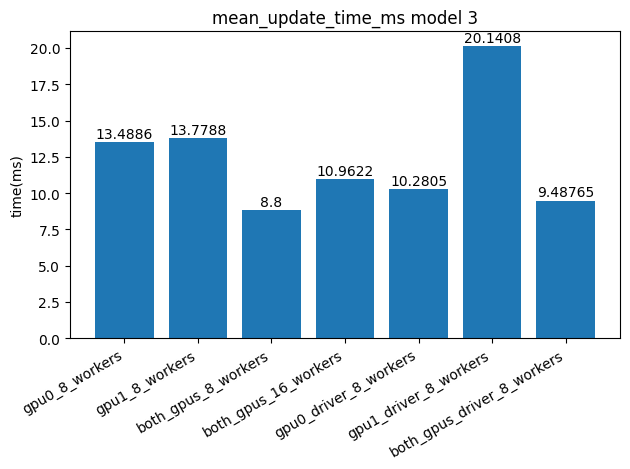 mean_update_time_ms model 3
time(ms)
20.0
17.5
15.0
12.5
10.0
7.5
5.0
2.5
0.0
13.4886
13.7788
8.8
10.9622
10.2805
20.1408
9.48765
gpu0_8_workers
gpu1_8_workers
both_gpus_8_workers
both_gpus_16_workers
gpu0_driver_8_workers
gpu1_driver_8_workers
both_gpus_driver_8_workers